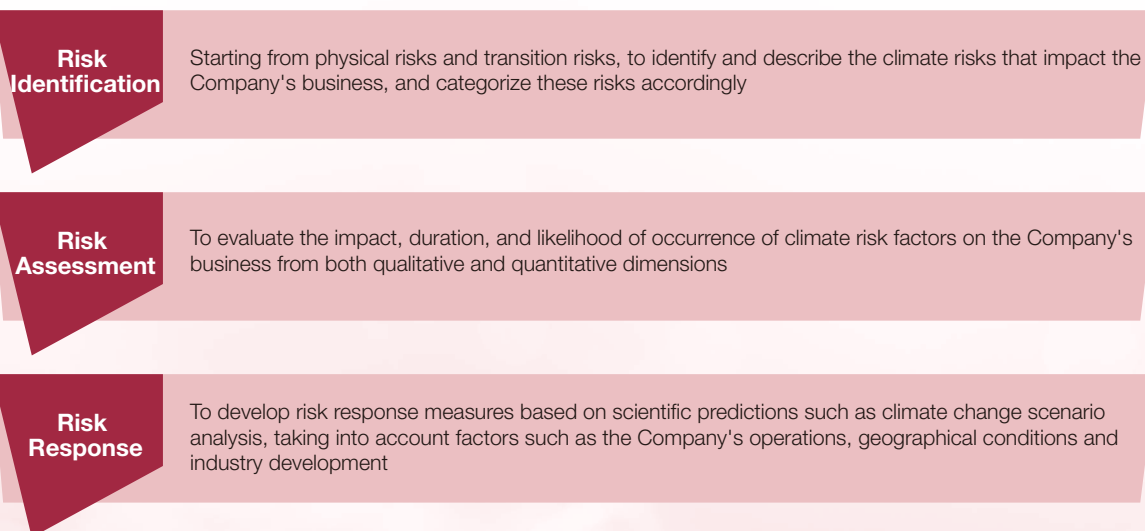 Risk
Identification
Starting from physical risks and transition risks, to identify and describe the climate risks that impact the
Company's business, and categorize these risks accordingly
Risk
Assessment
To evaluate the impact, duration, and likelihood of occurrence of climate risk factors on the Company's
business from both qualitative and quantitative dimensions
Risk
Response
To develop risk response measures based on scientific predictions such as climate change scenario
analysis, taking into account factors such as the Company's operations, geographical conditions and
industry development